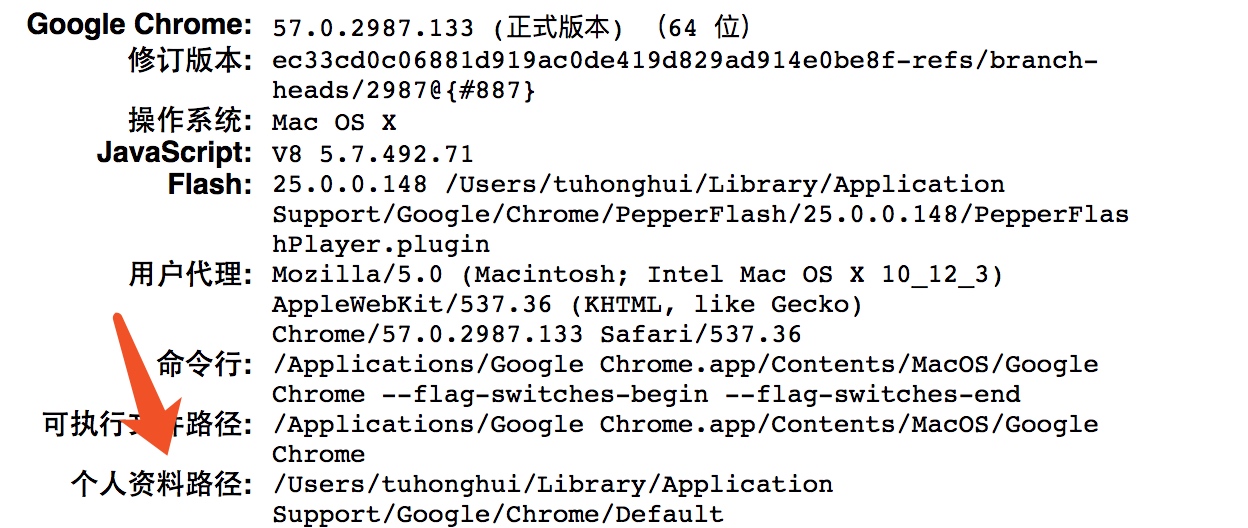 Google Chrome: 57.0.2987.133 (正式版本) （64 位）
修订版本: ec33cd0c06881d919ac0de419d829ad914e0be8f-refs/branch-
heads/2987@{#887}
操作系统: Mac OS X
JavaScript: V8 5.7.492.71
Flash: 25.0.0.148 /Users/tuhonghui/Library/Application
Support/Google/Chrome/PepperFlash/25.0.0.148/PepperFlas
hPlayer.plugin
用户代理: Mozilla/5.0 (Macintosh; Intel Mac OS X 10_12_3)
AppleWebKit/537.36 (KHTML, like Gecko)
Chrome/57.0.2987.133 Safari/537.36
命令行: /Applications/Google Chrome.app/Contents/MacOS/Google
Chrome --flag-switches-begin --flag-switches-end
可执行文件路径: /Applications/Google Chrome.app/Contents/MacOS/Google
Chrome
个人资料路径: /Users/tuhonghui/Library/Application
Support/Google/Chrome/Default